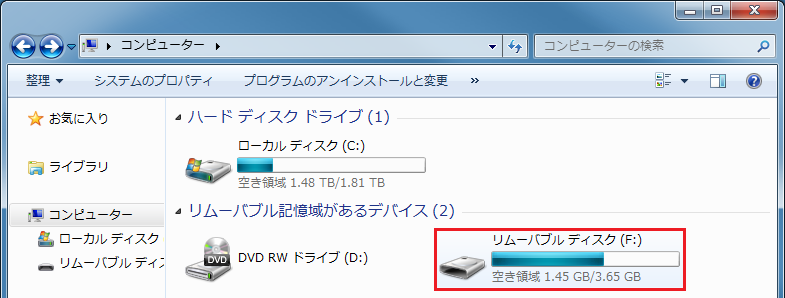 コンピューター
コンピューターの検索
整理
システムのプロパティ
プログラムのアンインストールと変更
»
お気に入り
ライブラリ
コンピューター
ローカル ディスク
リムーバブル ディス
ハード ディスク ドライブ (1)
ローカル ディスク (C:)
空き領域 1.48 TB/1.81 TB
リムーバブル記憶域があるデバイス (2)
DVD
DVD RW ドライブ (D:)
リムーバブル ディスク (F:)
空き領域 1.45 GB/3.65 GB